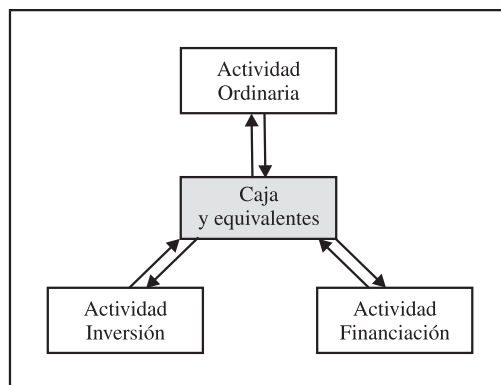 Actividad
Ordinaria
Caja
y equivalentes
Actividad
Inversión
Actividad
Financiación